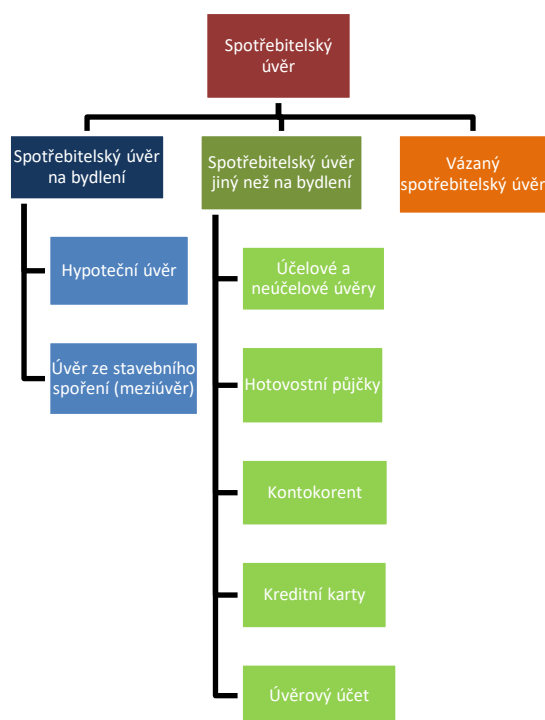 Spotřebitelský
úvěr
Spotřebitelský úvěr
na bydlení
Spotřebitelský úvěr
jiný než na bydlení
Vázaný
spotřebitelský úvěr
Hypoteční úvěr
Úvěr ze stavebního
spoření (meziúvěr)
Účelové a
neúčelové úvěry
Hotovostní půjčky
Kontokorent
Kreditní karty
Úvěrový účet